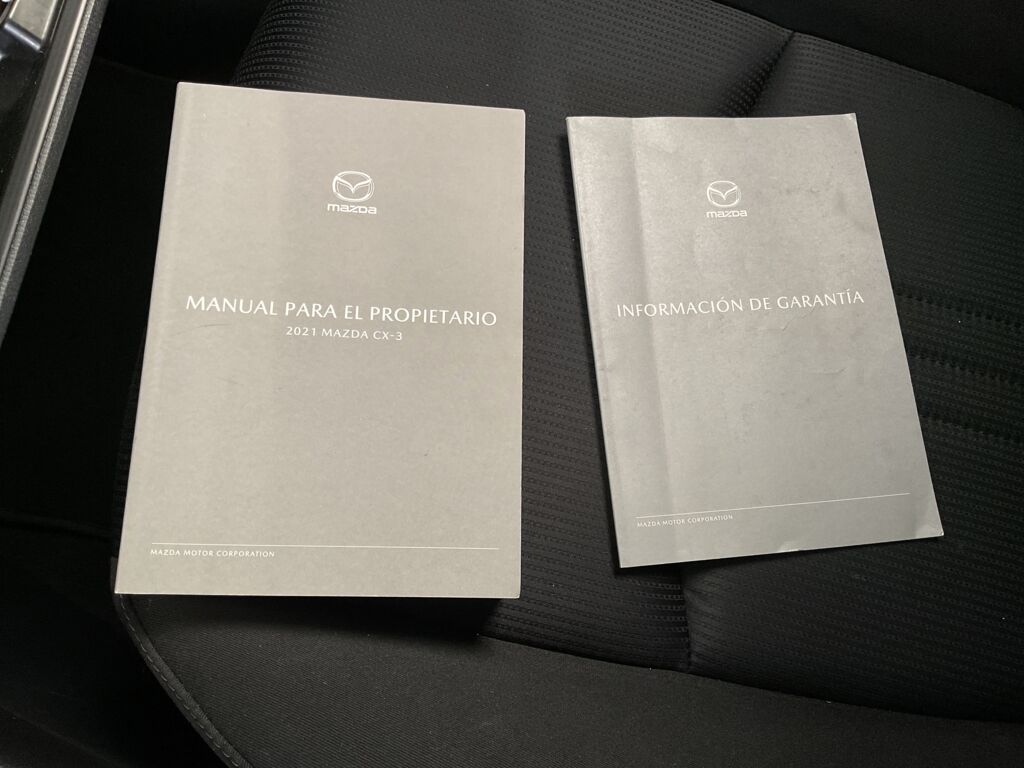 mazda
MANUAL PARA EL PROPIETARIO
2021 MAZDA CX-3
MAZDA MOTOR CORPORATION
mazda
INFORMACIÓN DE GARANTÍA
MAZDA MOTOR CORPORATION